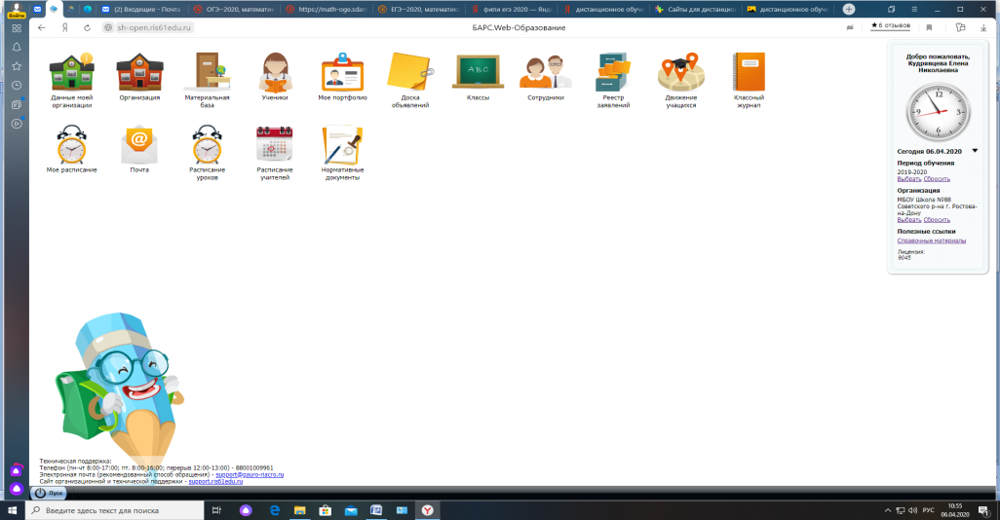 Войти
(2) Входящие - Почта
ОГЭ–2020, математик
https://math-oge.sdam
ЕГЭ–2020, математик
фипи егэ 2020 — Янд
дистанционное обуч
Сайты для дистанцио
дистанционное обуч
sh-open.ris61edu.ru
БАРС.Web-Образование
★6 отзывов
Данные моей
организации
Организация
Материальная
база
Ученики
Мое портфолио
Доска
объявлений
ABC
Классы
Сотрудники
Реестр
заявлений
Движение
учащихся
Классный
журнал
Мое расписание
Почта
Расписание
уроков
Расписание
учителей
Нормативные
документы
Добро пожаловать,
Кудрявцева Елена
Николаевна
12
3
6
9
Сегодня 06.04.2020
Период обучения
2019-2020
Выбрать Сбросить
Организация
МБОУ Школа №88
Советского р-на г. Ростова-
на-Дону
Выбрать Сбросить
Полезные ссылки
Справочные материалы
Лицензия:
9045
Техническая поддержка:
Телефон (пн-чт 8:00-17:00; пт. 8:00-16:00; перерыв 12:00-13:00) - 88001009961
Электронная почта (рекомендованный способ обращения) - support@gauro-riacro.ru
Сайт организационной и технической поддержки - support.ris61edu.ru
Пуск
Введите здесь текст для поиска
РУС
10:55
06.04.2020